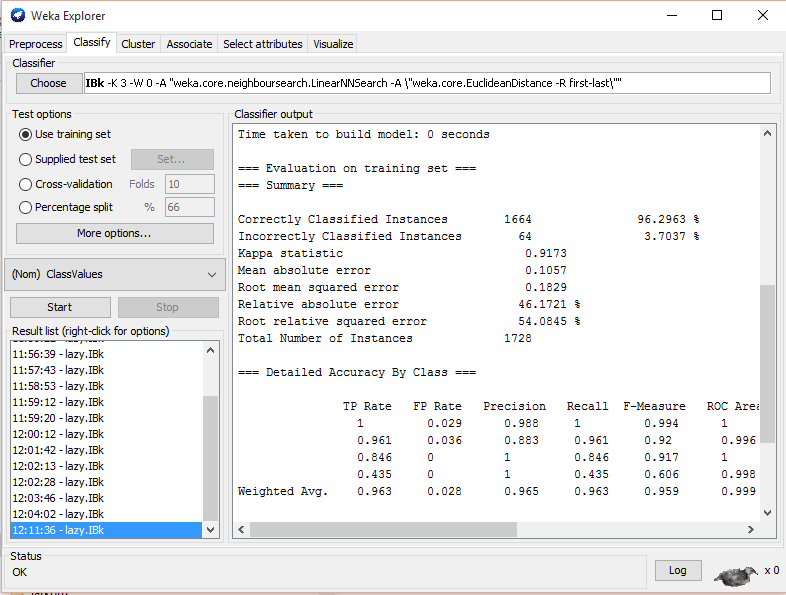 Weka Explorer
Preprocess Classify Cluster Associate Select attributes Visualize
Classifier
Choose IBk -K 3 -W 0 -A "weka.core.neighboursearch.LinearNNSearch -A \"weka.core.EuclideanDistance -R first-last\""
Test options
Use training set
Supplied test set Set...
Cross-validation Folds 10
Percentage split % 66
More options...
(Nom) ClassValues
Start Stop
Result list (right-click for options)
11:56:39 - lazy.IBk
11:57:43 - lazy.IBk
11:58:53 - lazy.IBk
11:59:12 - lazy.IBk
11:59:20 - lazy.IBk
12:00:12 - lazy.IBk
12:01:42 - lazy.IBk
12:02:13 - lazy.IBk
12:02:28 - lazy.IBk
12:03:46 - lazy.IBk
12:04:02 - lazy.IBk
12:11:36 - lazy.IBk
Classifier output
Time taken to build model: 0 seconds
=== Evaluation on training set ===
=== Summary ===
Correctly Classified Instances 1664 96.2963 %
Incorrectly Classified Instances 64 3.7037 %
Kappa statistic 0.9173
Mean absolute error 0.1057
Root mean squared error 0.1829
Relative absolute error 46.1721 %
Root relative squared error 54.0845 %
Total Number of Instances 1728
=== Detailed Accuracy By Class ===
TP Rate FP Rate Precision Recall F-Measure ROC Area
1 0.029 0.988 1 0.994 1
0.961 0.036 0.883 0.961 0.92 0.996
0.846 0 1 0.846 0.917 1
0.435 0 1 0.435 0.606 0.998
Weighted Avg. 0.963 0.028 0.965 0.963 0.959 0.999
Status
OK
Log x 0